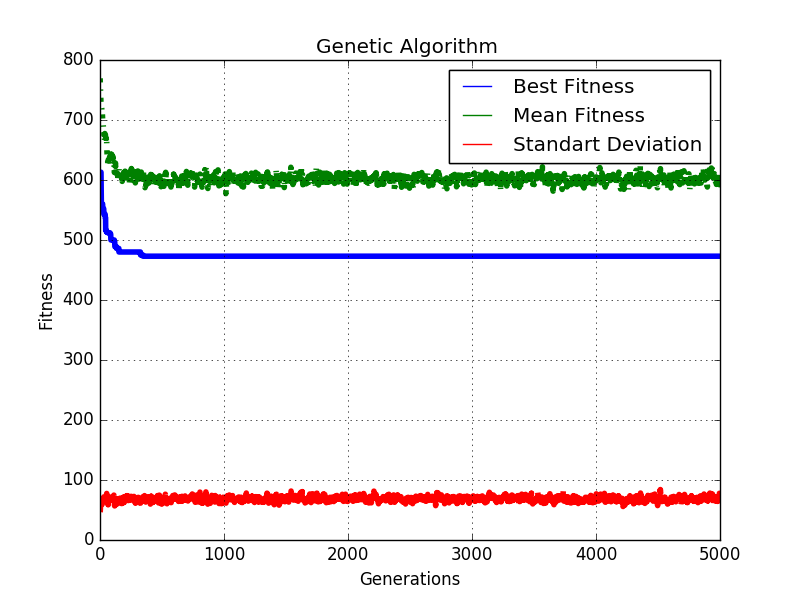 Genetic Algorithm
800
700
600
500
400
300
200
100
0
Fitness
Best Fitness
Mean Fitness
Standart Deviation
0 1000 2000 3000 4000 5000
Generations